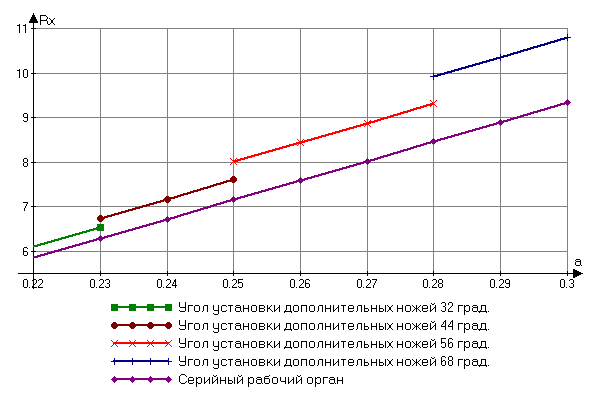 Rx
11
10
9
8
7
6
a
0.22 0.23 0.24 0.25 0.26 0.27 0.28 0.29 0.3
Угол установки дополнительных ножей 32 град.
Угол установки дополнительных ножей 44 град.
Угол установки дополнительных ножей 56 град.
Угол установки дополнительных ножей 68 град.
Серийный рабочий орган